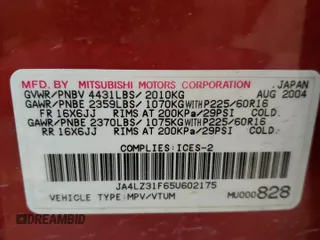 MFD.BY MITSUBISHI MOTORS CORPORATION, JAPAN
GVWR/PNBV 4431LBS/2010KG AUG 2004
GAWR/PNBE 2359LBS/1070KG WITH P225/60R16
FR 16X6JJ RIMS AT 200KPa/29PSI COLD.
GAWR/PNBE 2370LBS/1075KG WITH P225/60R16
RR 16X6JJ RIMS AT 200KPa/29PSI COLD.
COMPLIES:ICES-2
JA4LZ31F65U602175
VEHICLE TYPE:MPV/VTUM MU000828
DREAMBID